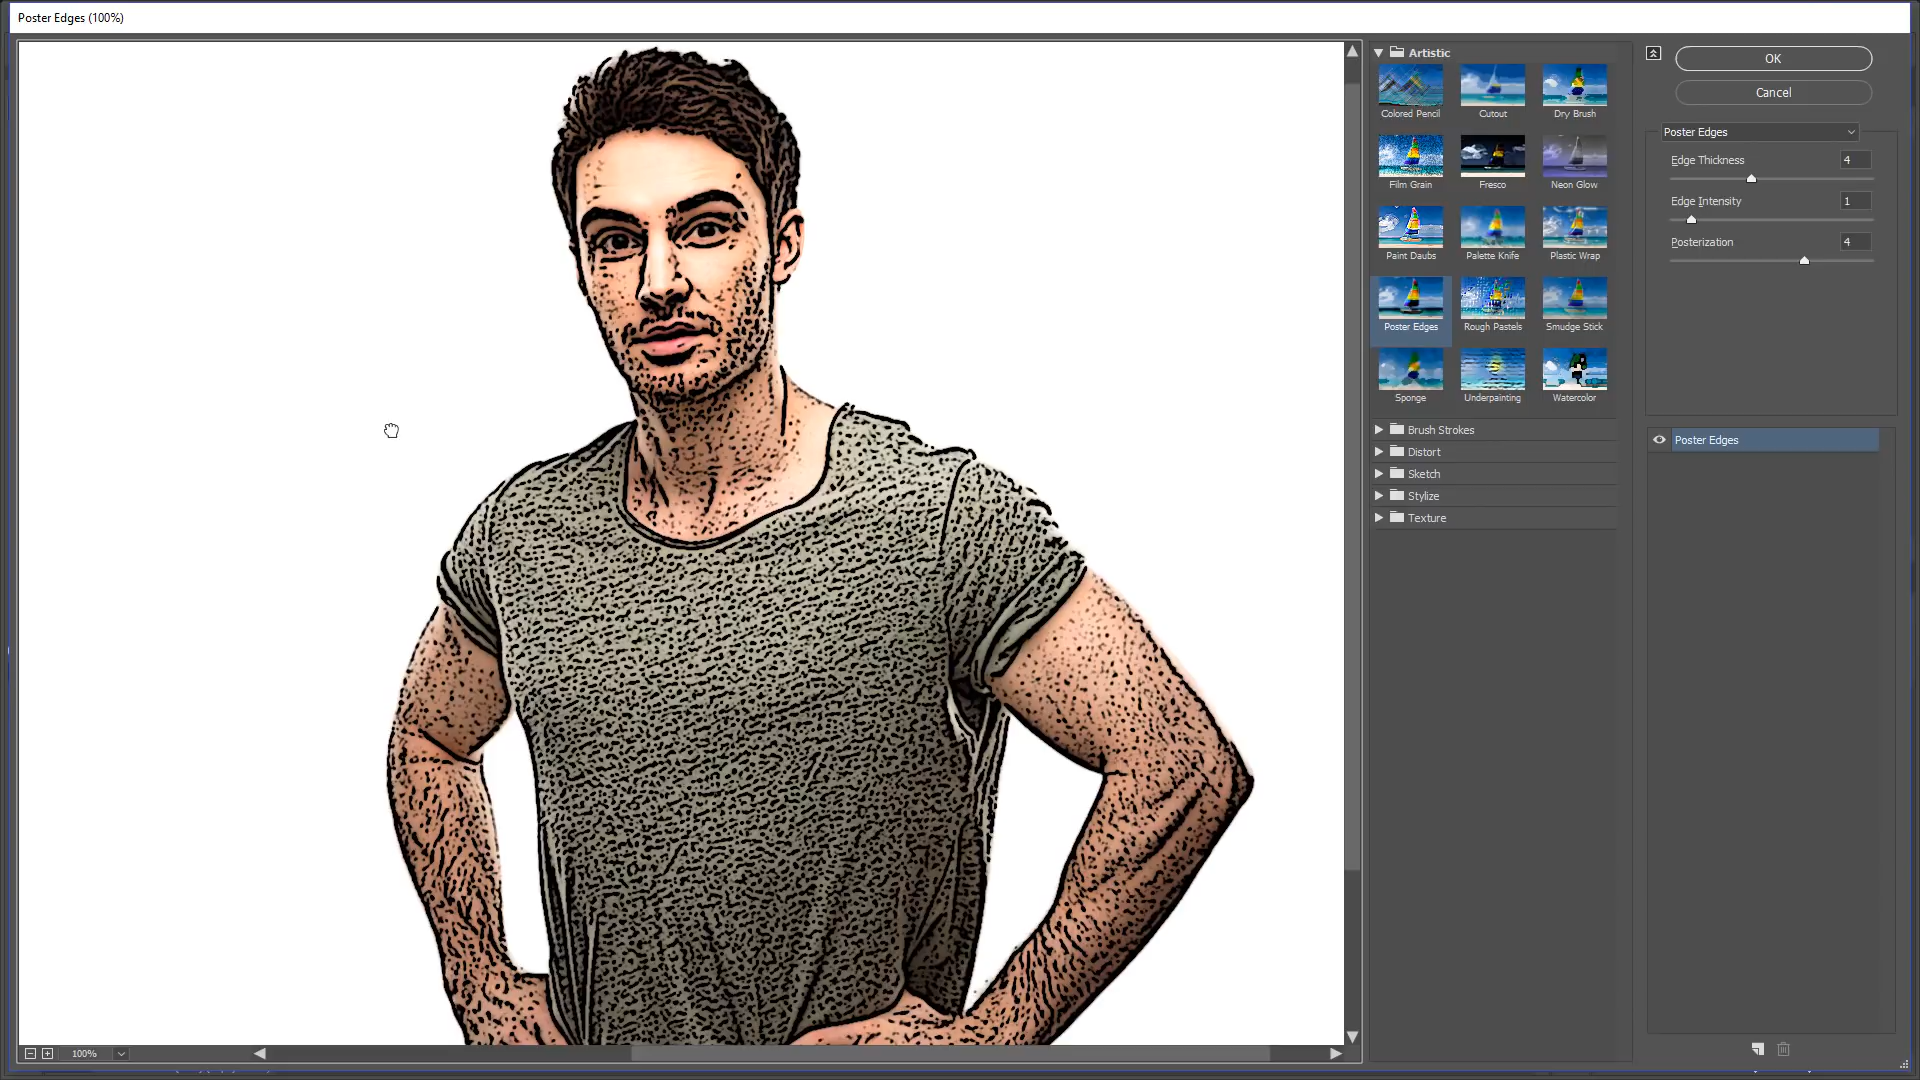 Poster Edges (100%)
Artistic
Colored Pencil
Cutout
Dry Brush
Film Grain
Fresco
Neon Glow
Paint Daubs
Palette Knife
Plastic Wrap
Poster Edges
Rough Pastels
Smudge Stick
Sponge
Underpainting
Watercolor
Brush Strokes
Distort
Sketch
Stylize
Texture
OK
Cancel
Poster Edges
Edge Thickness 4
Edge Intensity 1
Posterization 4
Poster Edges
100%